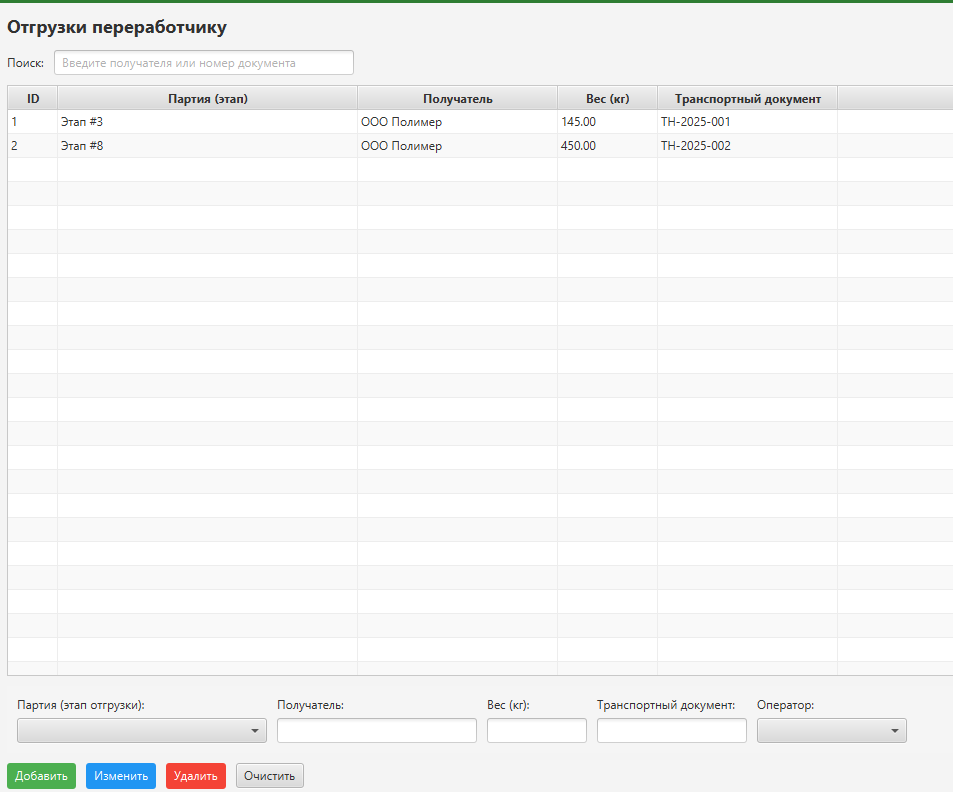 Отгрузки переработчику
Поиск: Введите получателя или номер документа
ID Партия (этап) Получатель Вес (кг) Транспортный документ
1 Этап #3 ООО Полимер 145.00 ТН-2025-001
2 Этап #8 ООО Полимер 450.00 ТН-2025-002
Партия (этап отгрузки): Получатель: Вес (кг): Транспортный документ: Оператор:
Добавить Изменить Удалить Очистить